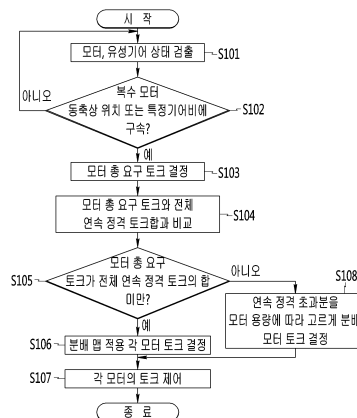 시 작
모터, 유성기어 상태 검출
S101
아니오
복수 모터
동축상 위치 또는 특정기어비에
구속?
S102
예
모터 총 요구 토크 결정
S103
모터 총 요구 토크와 전체
연속 정격 토크합과 비교
S104
모터 총 요구
토크가 전체 연속 정격 토크의 합
미만?
S105
아니오
S108
연속 정격 초과분을
모터 용량에 따라 고르게 분배
모터 토크 결정
예
S106
분배 맵 적용 각 모터 토크 결정
S107
각 모터의 토크 제어
종 료